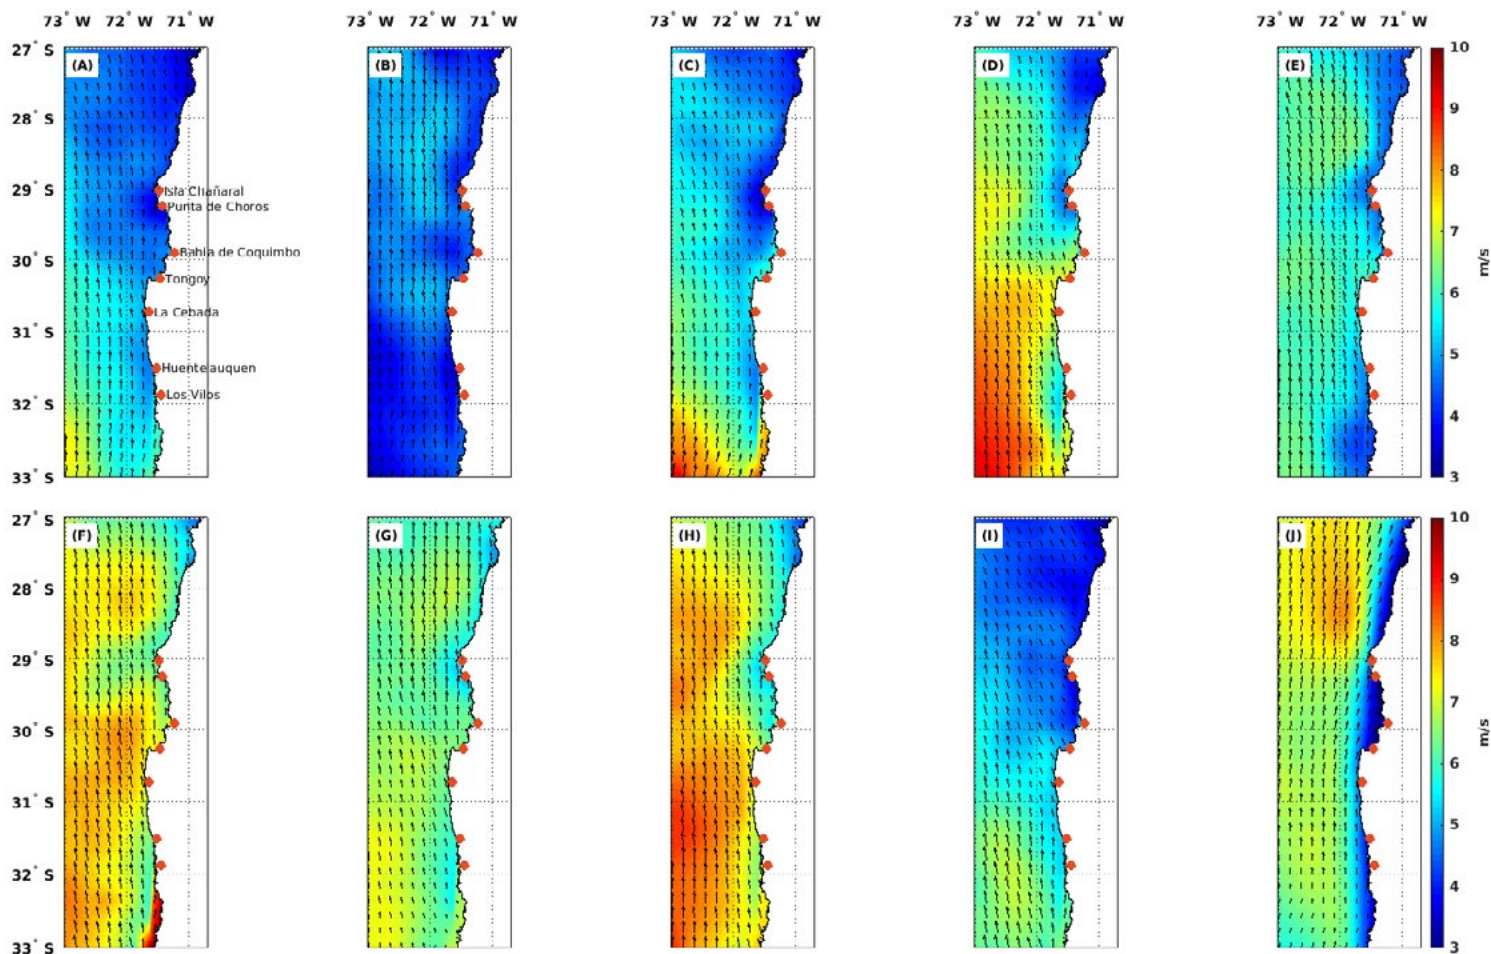 73° W 72° W 71° W 73° W 72° W 71° W 73° W 72° W 71° W 73° W 72° W 71° W 73° W 72° W 71° W
27° S (A) (B) (C) (D) (E) 10
28° S 9
29° S Isla Chañaral 8
Punta de Choros
Bahia de Coquimbo 7
30° S m/s
Tongoy 6
La Cebada
31° S 5
Huentelauquen
Los Vilos
32° S 4
33° S 3
27° S (F) (G) (H) (I) (J) 10
28° S 9
29° S 8
7
30° S m/s
6
31° S 5
32° S 4
33° S 3